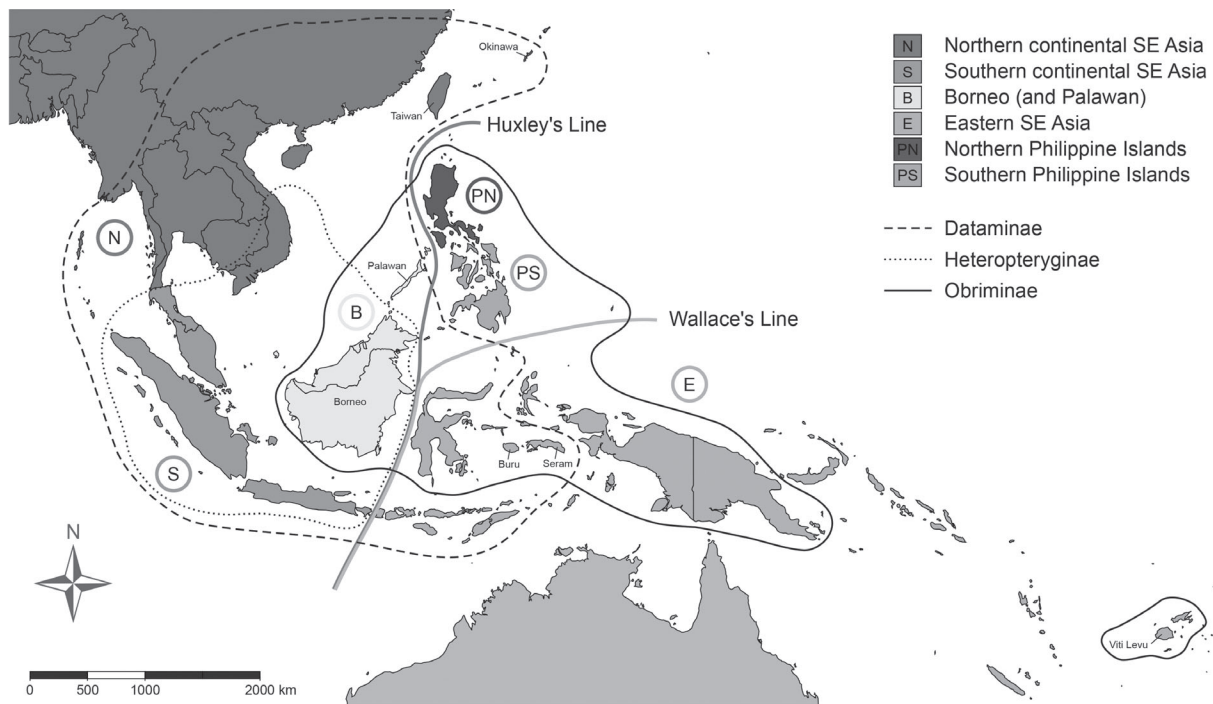 Okinawa
Taiwan
Huxley's Line
N
PN
Palawan
PS
B
Wallace's Line
E
Borneo
Buru
Seram
S
N
Viti Levu
0 500 1000 2000 km
N Northern continental SE Asia
S Southern continental SE Asia
B Borneo (and Palawan)
E Eastern SE Asia
PN Northern Philippine Islands
PS Southern Philippine Islands
Dataminae
Heteropteryginae
Obriminae